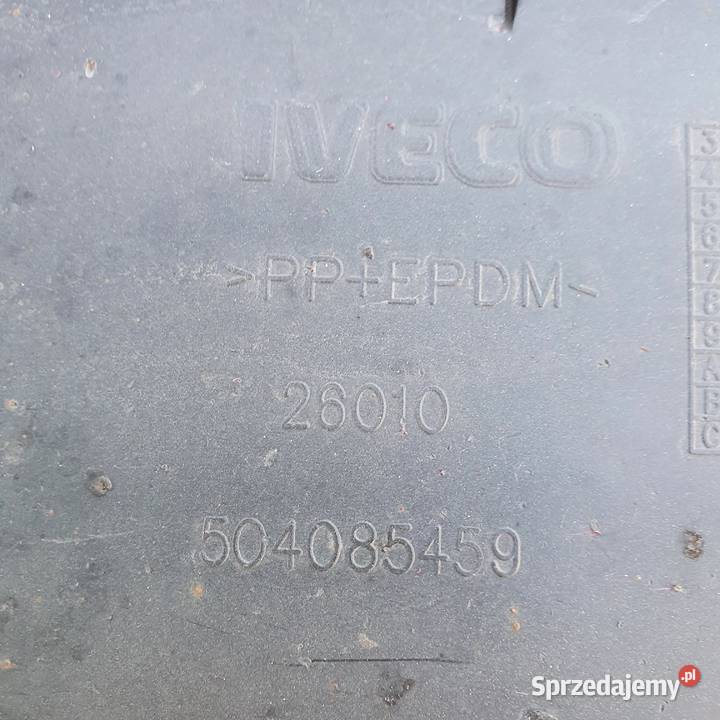 IVECO
>PP+EPDM<
26010
504085459
3
4
5
6
7
8
9
A
B
C
Sprzedajemy.pl